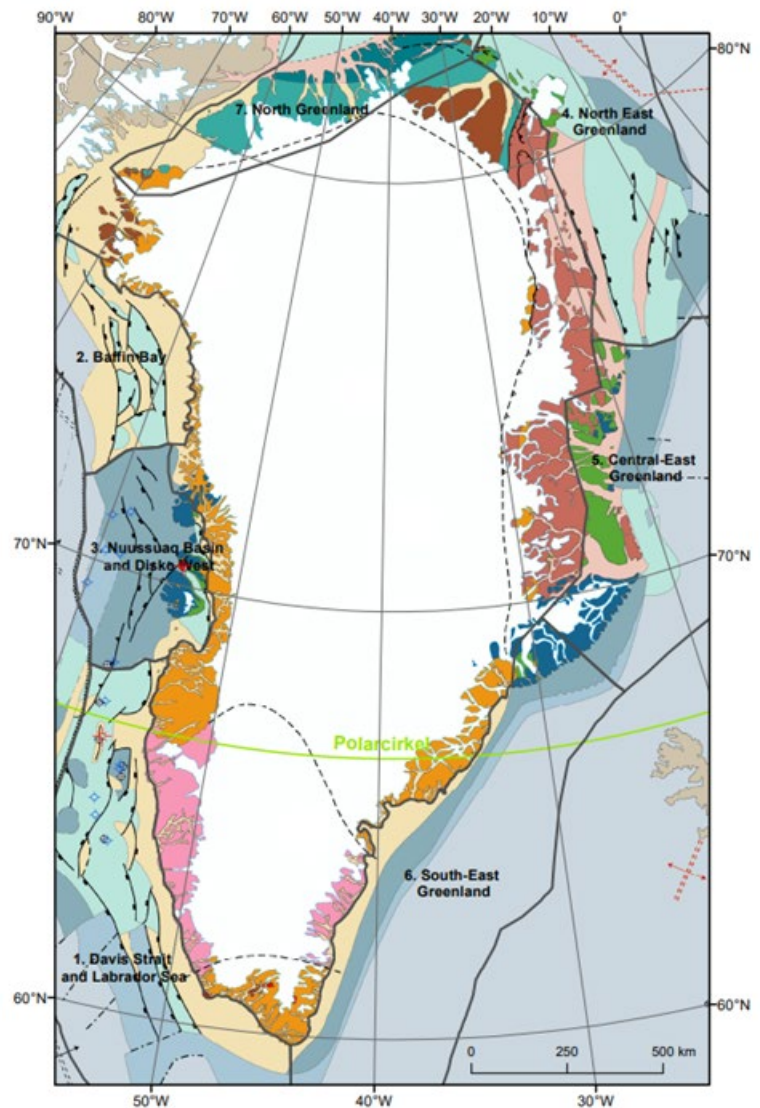 90°W 80°W 70°W 60°W 50°W 40°W 30°W 20°W 10°W 0°
80°N
7. North Greenland
4. North East
Greenland
2. Baffin Bay
5. Central-East
Greenland
70°N
3. Nuussuaq Basin
and Disko West
70°N
Polarcirkel
6. South-East
Greenland
1. Davis Strait
and Labrador Sea
60°N
60°N
0 250 500 km
50°W 40°W 30°W